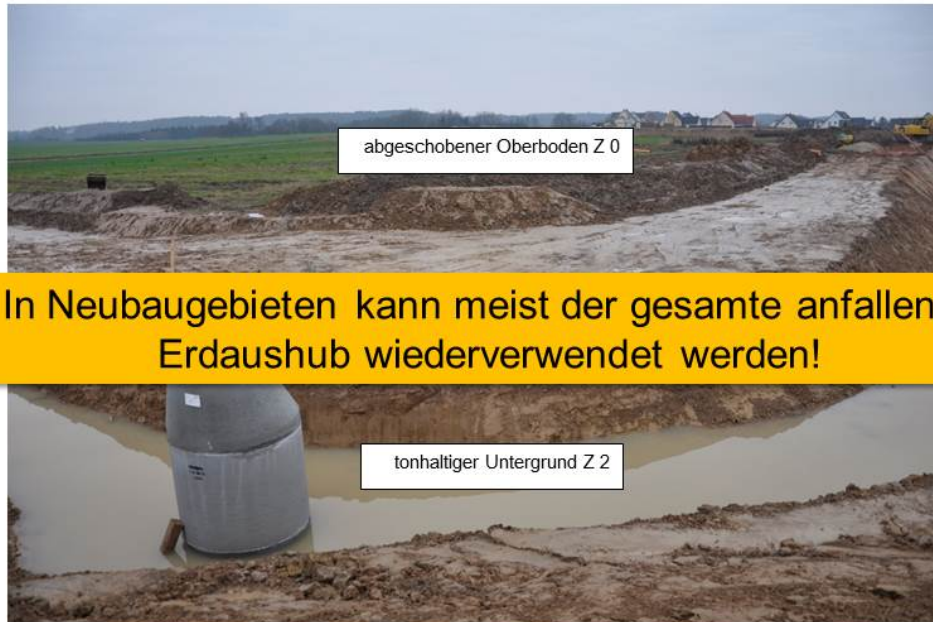 abgeschobener Oberboden Z 0
In Neubaugebieten kann meist der gesamte anfallen
Erdaushub wiederverwendet werden!
tonhaltiger Untergrund Z 2